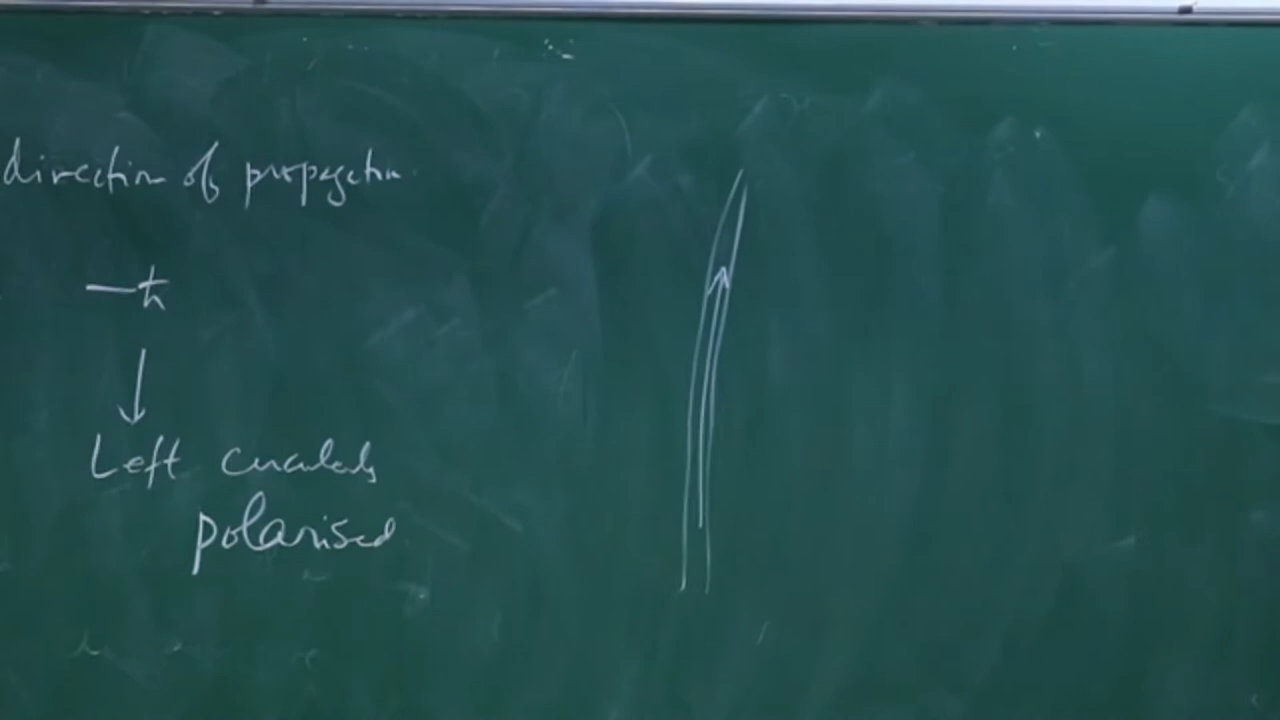 direction of propagation
−ħ
↓
Left circularly
polarised